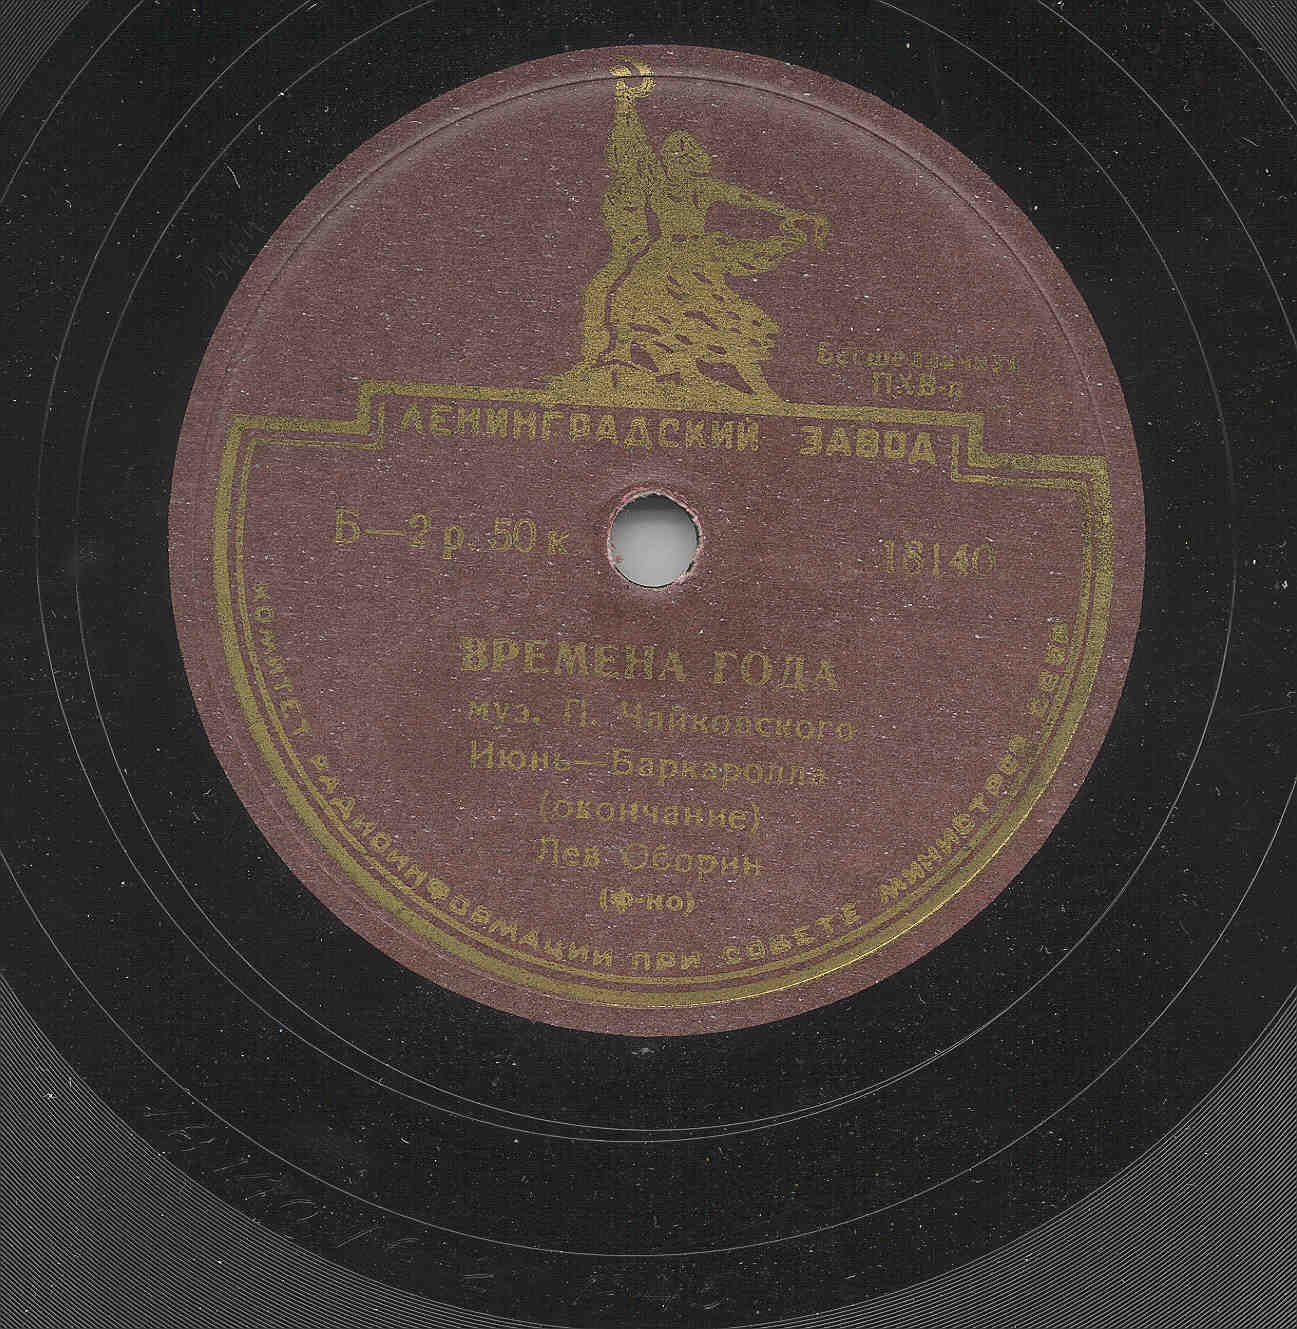 Бесшеллачная
ПХВ-п
ЛЕНИНГРАДСКИЙ ЗАВОД
Б—2 р. 50 к
18140
ВРЕМЕНА ГОДА
муз. П. Чайковского
Июнь—Баркаролла
(окончание)
Лев Оборин
(ф-но)
КОМИТЕТ РАДИОИНФОРМАЦИИ ПРИ СОВЕТЕ МИНИСТРОВ СССР